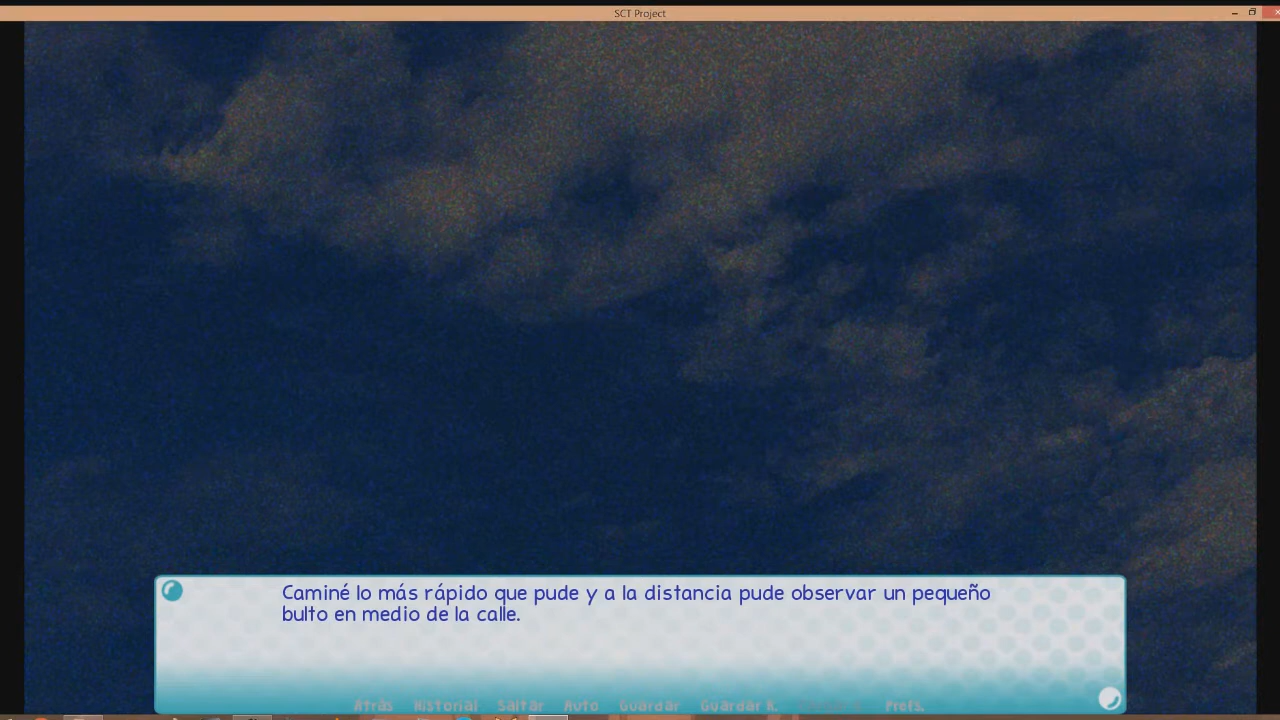 SCT Project
Caminé lo más rápido que pude y a la distancia pude observar un pequeño
bulto en medio de la calle.
Atrás Historial Saltar Auto Guardar Guardar R. Prefs.